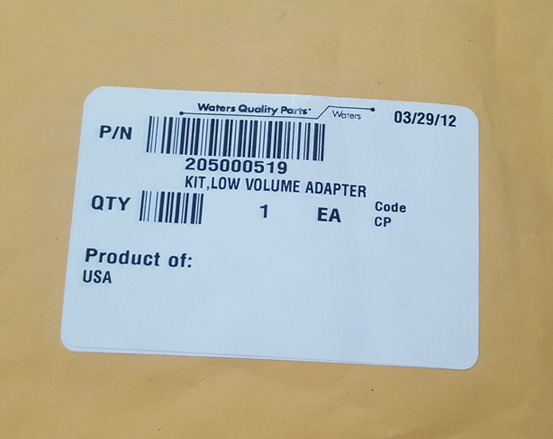 Waters Quality Parts Waters 03/29/12
P/N
205000519
KIT,LOW VOLUME ADAPTER
QTY 1 EA Code
CP
Product of:
USA